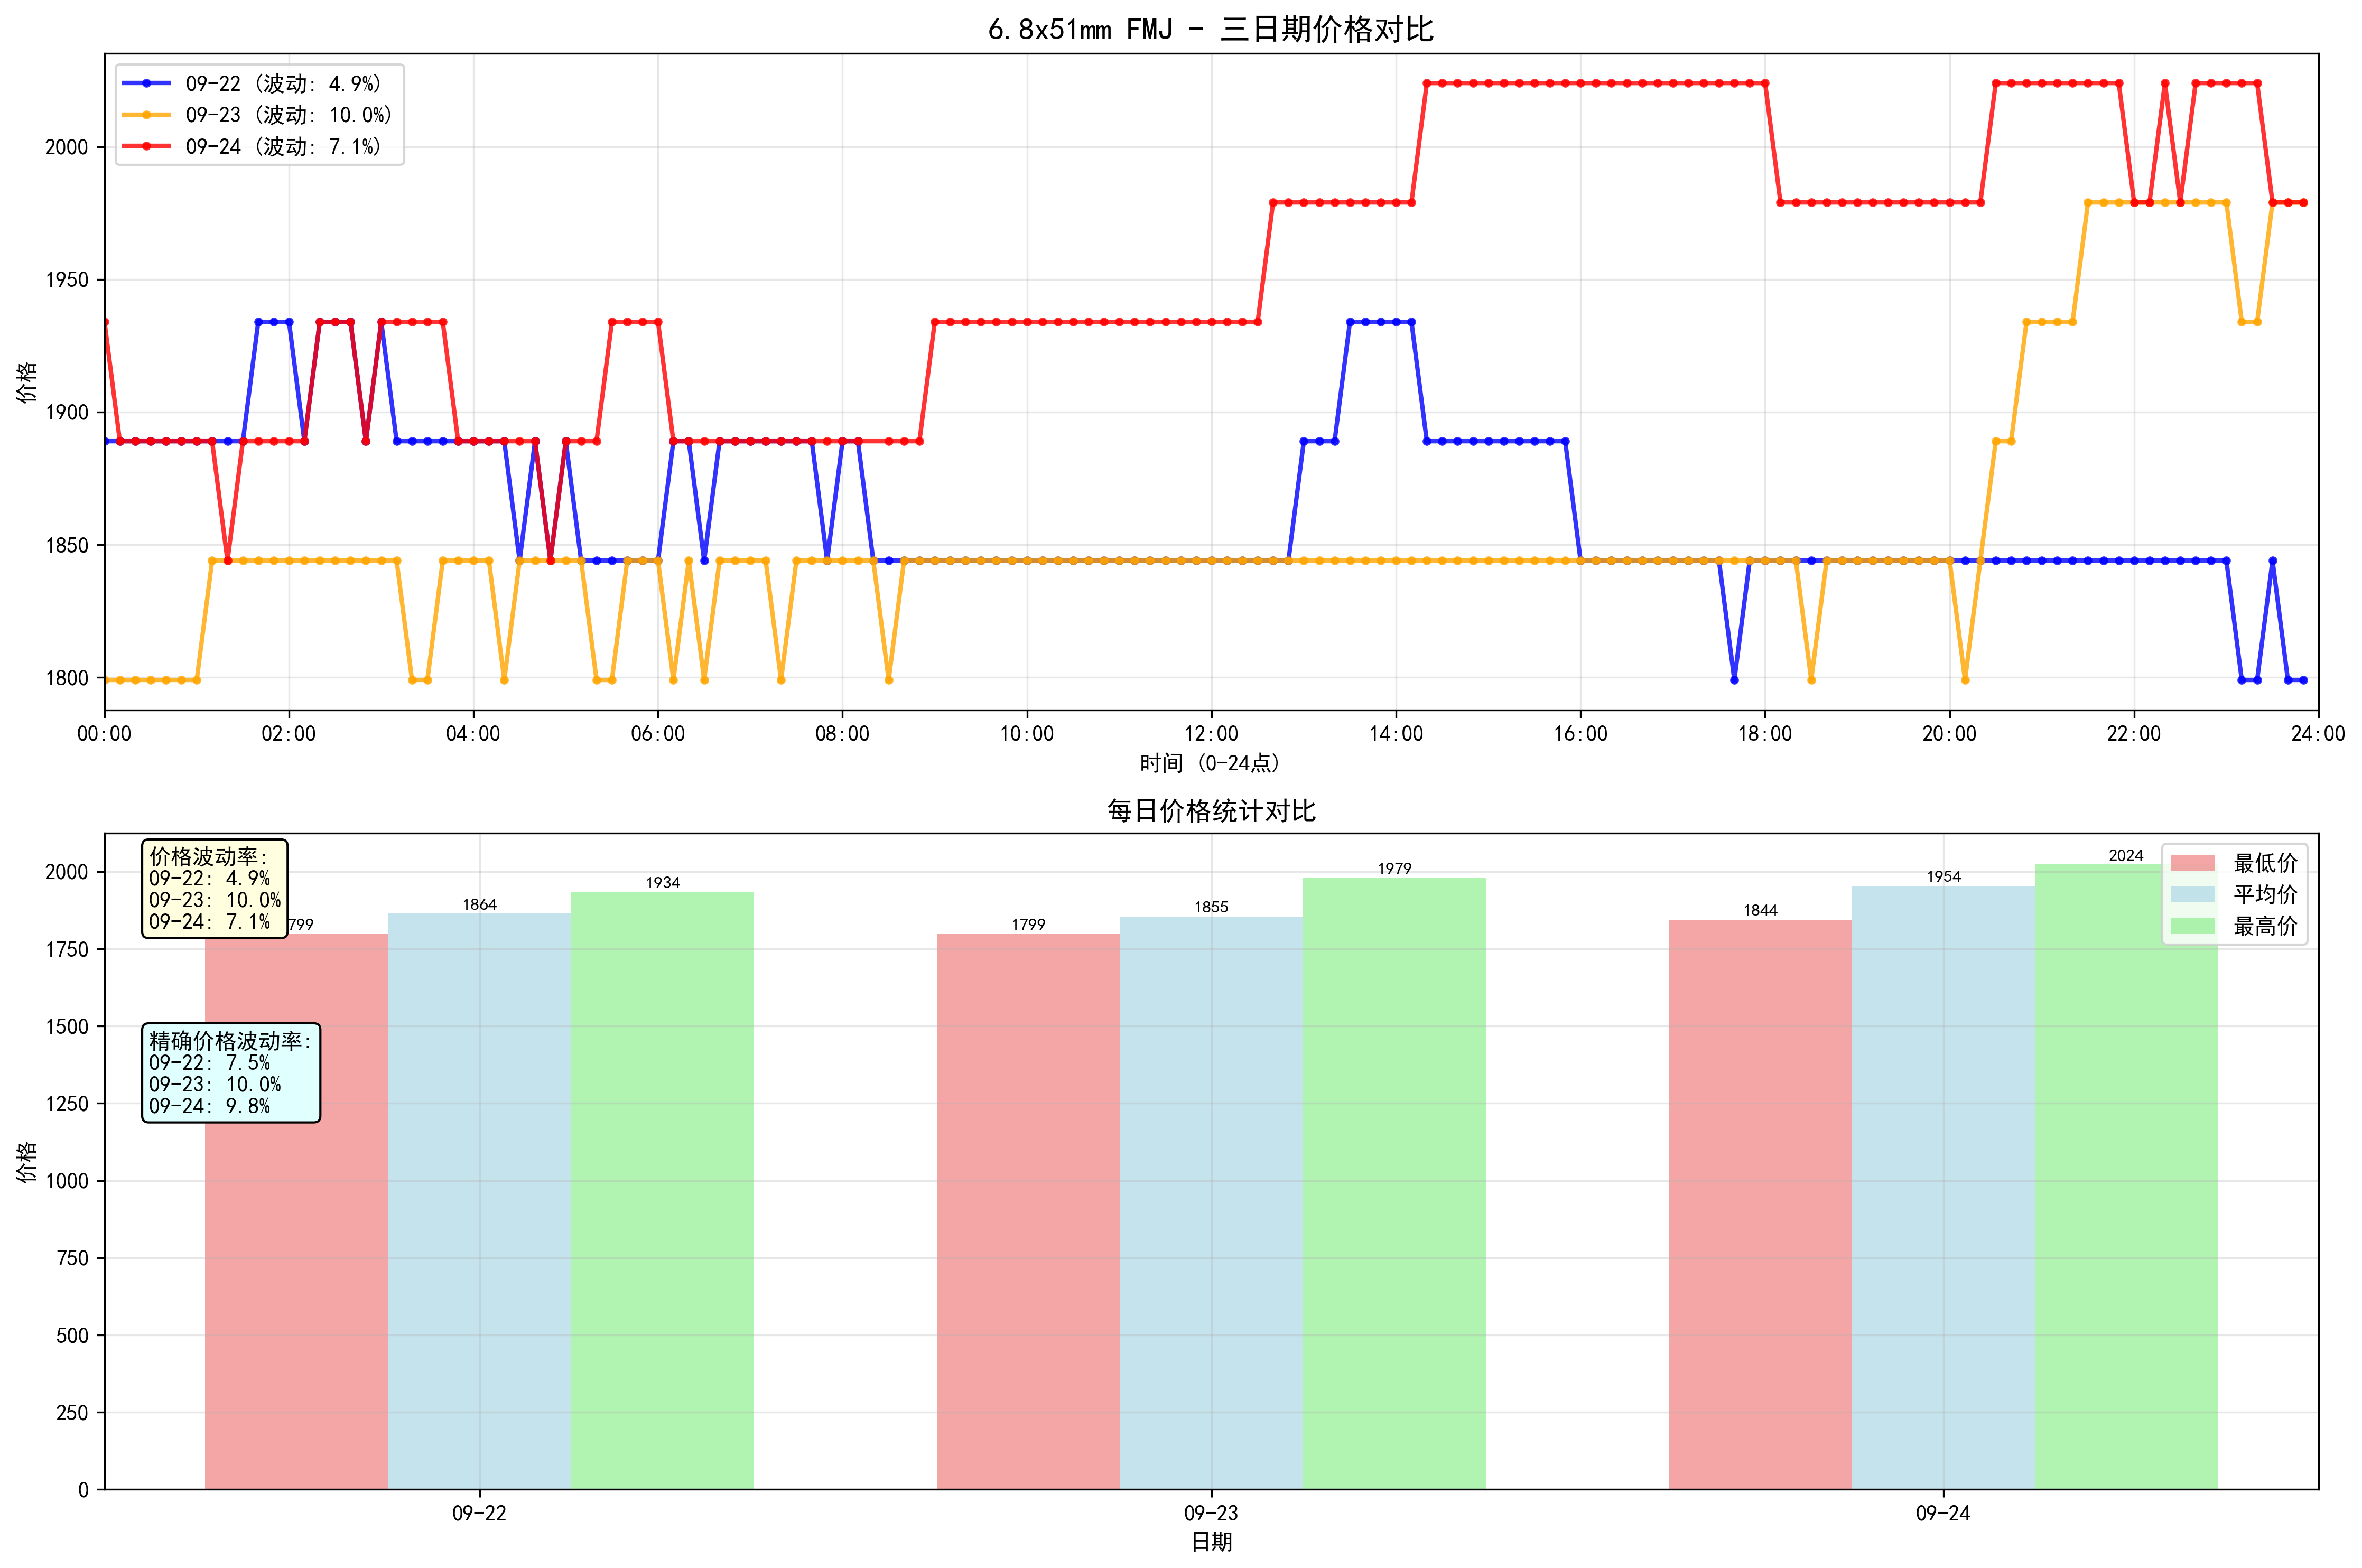 6.8x51mm FMJ - 三日期价格对比
09-22 (波动: 4.9%)
09-23 (波动: 10.0%)
09-24 (波动: 7.1%)
价格
2000
1950
1900
1850
1800
00:00 02:00 04:00 06:00 08:00 10:00 12:00 14:00 16:00 18:00 20:00 22:00 24:00
时间 (0-24点)
每日价格统计对比
价格波动率:
09-22: 4.9%
09-23: 10.0%
09-24: 7.1%
精确价格波动率:
09-22: 7.5%
09-23: 10.0%
09-24: 9.8%
最低价
平均价
最高价
799 1864 1934 1799 1855 1979 1844 1954 2024
价格
2000
1750
1500
1250
1000
750
500
250
0
09-22 09-23 09-24
日期